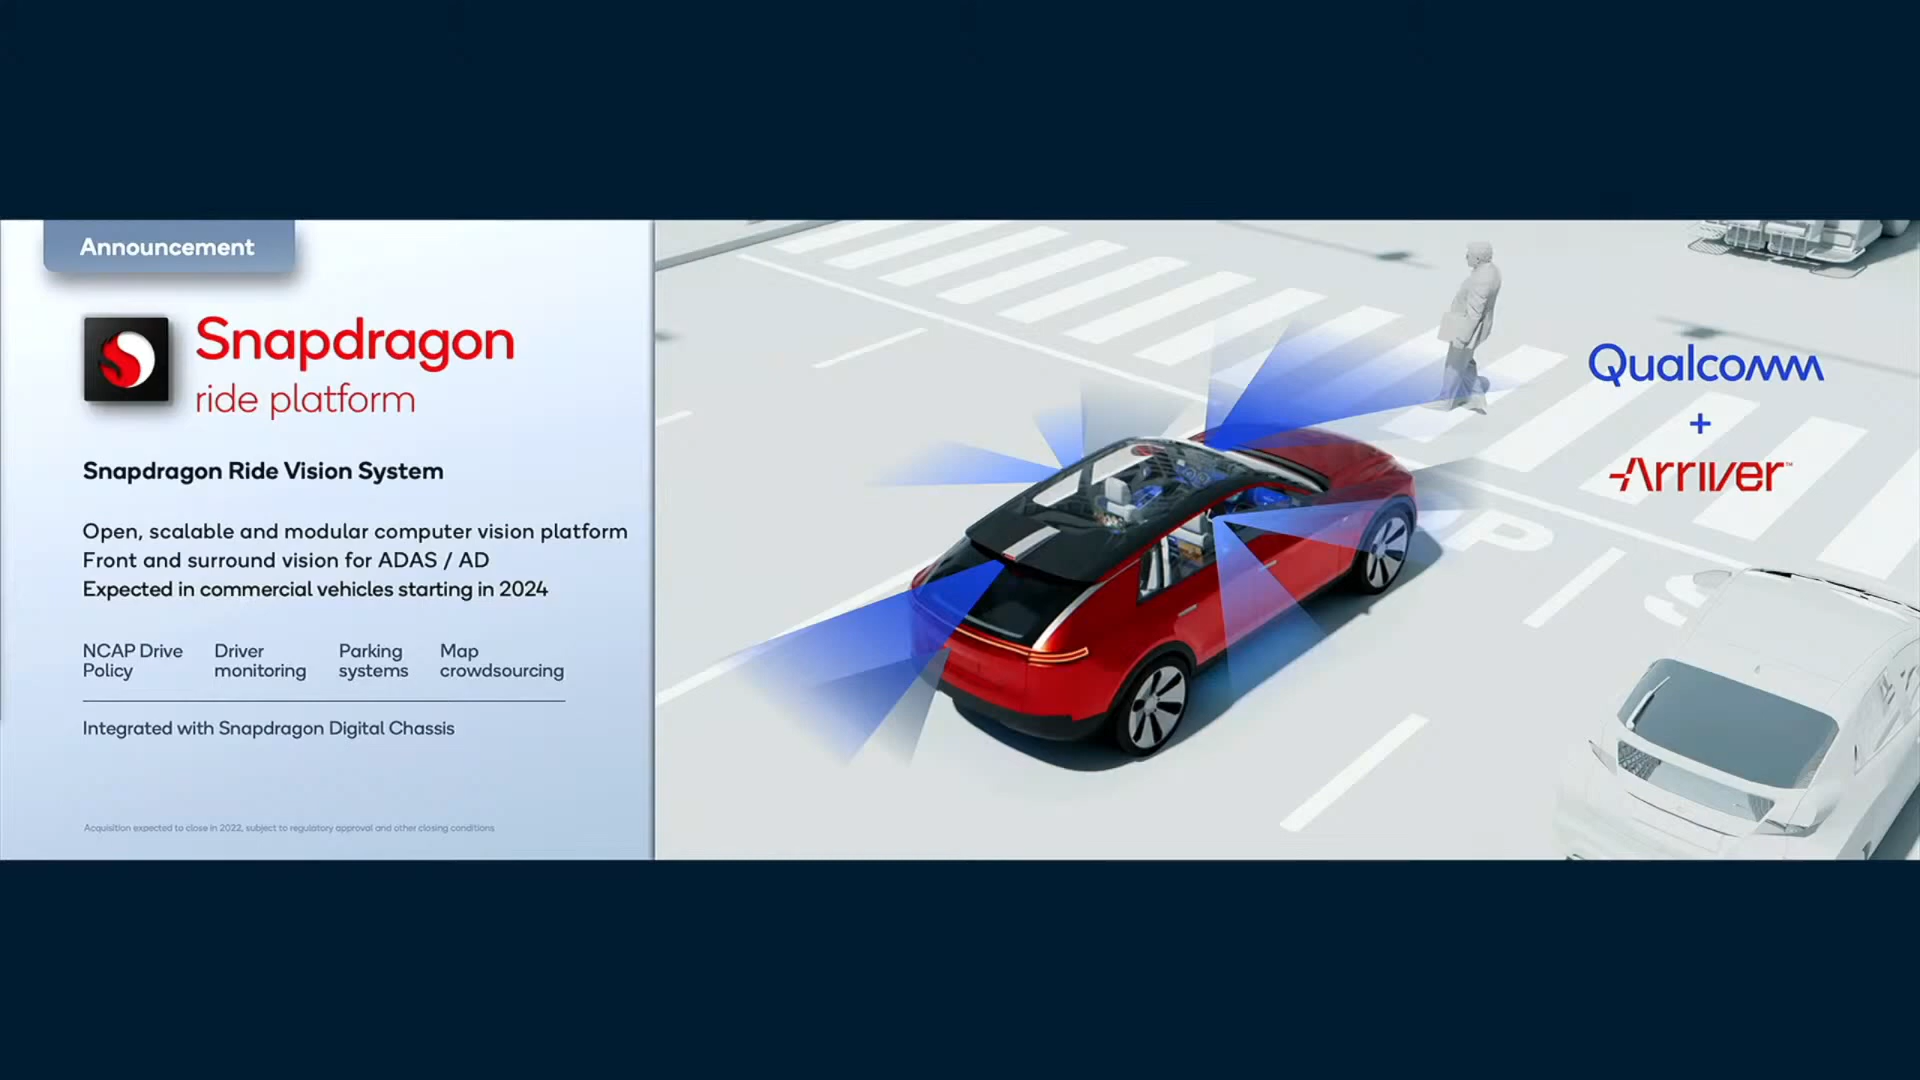 Announcement
Snapdragon
ride platform
Snapdragon Ride Vision System
Open, scalable and modular computer vision platform
Front and surround vision for ADAS / AD
Expected in commercial vehicles starting in 2024
NCAP Drive
Policy
Driver
monitoring
Parking
systems
Map
crowdsourcing
Integrated with Snapdragon Digital Chassis
Acquisition expected to close in 2022, subject to regulatory approval and other closing conditions
Qualcomm
+
Arriver™